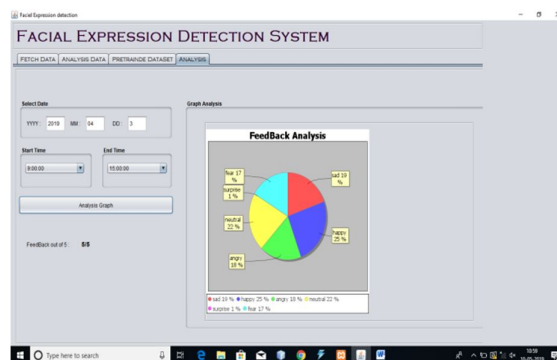 Facial Expression detection
FACIAL EXPRESSION DETECTION SYSTEM
FETCH DATA ANALYSIS DATA PRETRAINDE DATASET ANALYSIS
Select Date
YYYY: 2019 MM: 04 DD: 3
Start Time End Time
9:00:00 15:00:00
Analysis Graph
FeedBack out of 5: 5/5
Graph Analysis
FeedBack Analysis
fear 17 %
sad 19 %
surprise 1 %
neutral 22 %
happy 25 %
angry 18 %
sad 19 % happy 25 % angry 18 % neutral 22 %
surprise 1 % fear 17 %
Type here to search
10:59